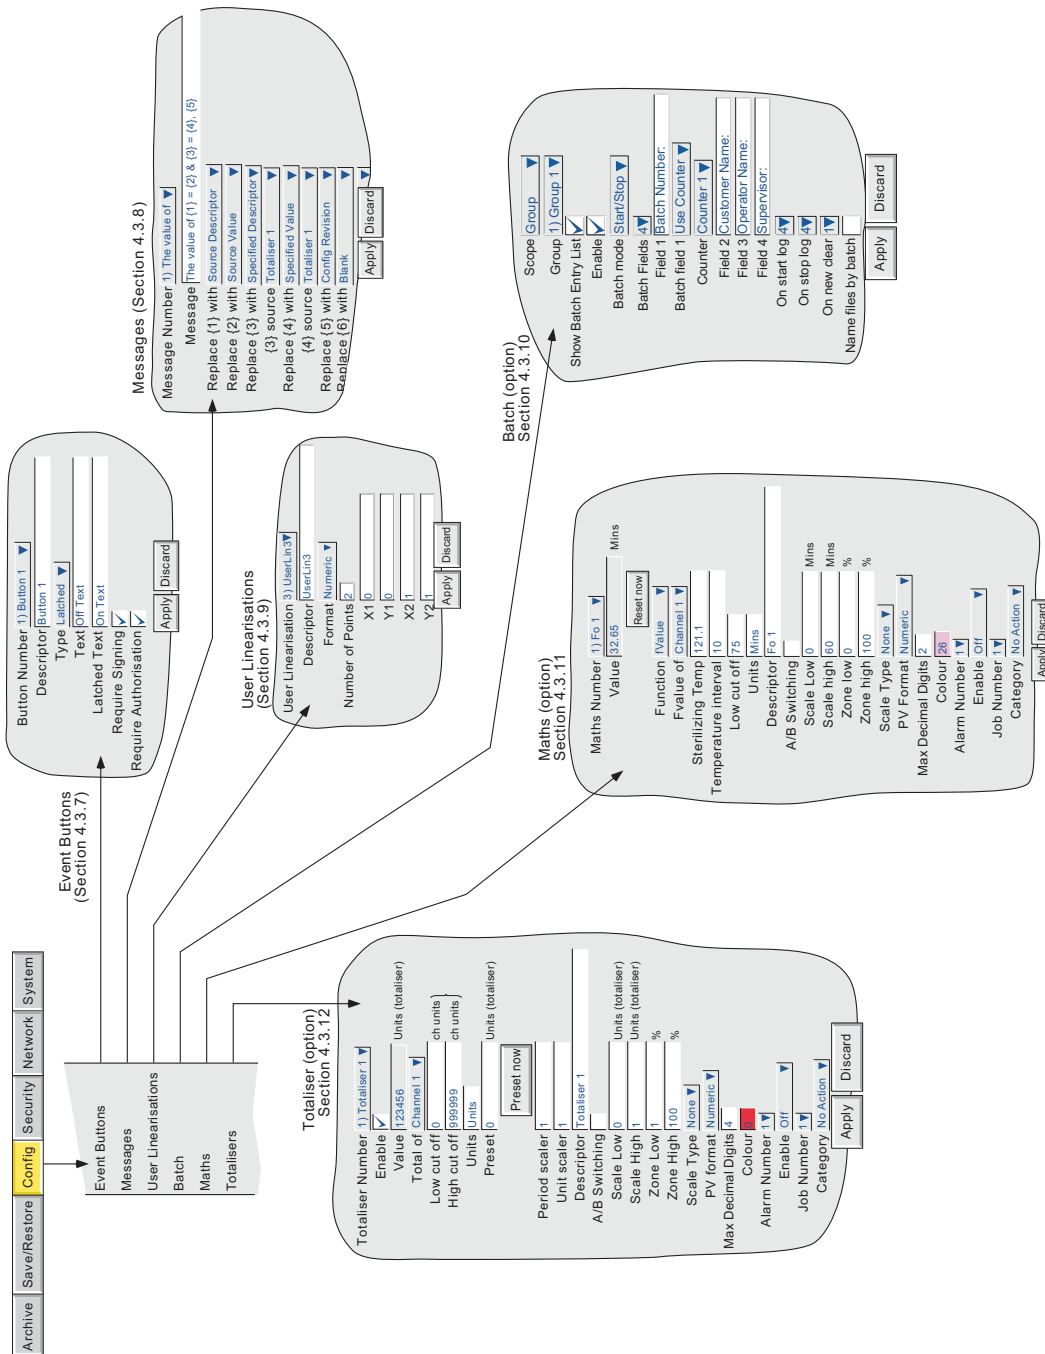 Archive
Save/Restore
Config
Security
Network
System
Event Buttons
Messages
User Linearisations
Batch
Maths
Totalisers
Event Buttons
(Section 4.3.7)
Button Number 1) Button 1
Descriptor Button 1
Type Latched
Text Off Text
Latched Text On Text
Require Signing
Require Authorisation
Apply Discard
Messages (Section 4.3.8)
Message Number 1) The value of
Message The value of {1} = {2} & {3} = {4}, {5}
Replace {1} with Source Descriptor
Replace {2} with Source Value
Replace {3} with Specified Descriptor
{3} source Totaliser 1
Replace {4} with Specified Value
{4} source Totaliser 1
Replace {5} with Config Revision
Replace {6} with Blank
Apply Discard
User Linearisations
(Section 4.3.9)
User Linearisation 3) UserLin3
Descriptor UserLin3
Format Numeric
Number of Points 2
X1 0
Y1 0
X2 1
Y2 1
Apply Discard
Batch (option)
Section 4.3.10
Scope Group
Group 1) Group 1
Show Batch Entry List
Enable
Batch mode Start/Stop
Batch Fields 4
Field 1 Batch Number:
Batch field 1 Use Counter
Counter Counter 1
Field 2 Customer Name:
Field 3 Operator Name:
Field 4 Supervisor:
On start log 4
On stop log 4
On new clear 1
Name files by batch
Apply Discard
Maths (option)
Section 4.3.11
Maths Number 1) Fo 1
Value 32.65 Mins
Reset now
Function fValue
Fvalue of Channel 1
Sterilizing Temp 121.1
Temperature interval 10
Low cut off 75
Units Mins
Descriptor Fo 1
A/B Switching
Scale Low 0 Mins
Scale high 60
Zone low 0 %
Zone high 100 %
Scale Type None
PV Format Numeric
Max Decimal Digits 2
Colour 26
Alarm Number 1
Enable Off
Job Number 1
Category No Action
Apply Discard
Totaliser (option)
Section 4.3.12
Totaliser Number 1) Totaliser 1
Enable
Value 123456 Units (totaliser)
Total of Channel 1
Low cut off 0 ch units
High cut off 999999 ch units
Units Units
Preset 0 Units (totaliser)
Preset now
Period scaler 1
Unit scaler 1
Descriptor Totaliser 1
A/B Switching
Scale Low 0 Units (totaliser)
Scale High 1 Units (totaliser)
Zone Low 1 %
Zone High 100 %
Scale Type None
PV format Numeric
Max Decimal Digits 4
Colour 0
Alarm Number 1
Enable Off
Job Number 1
Category No Action
Apply Discard